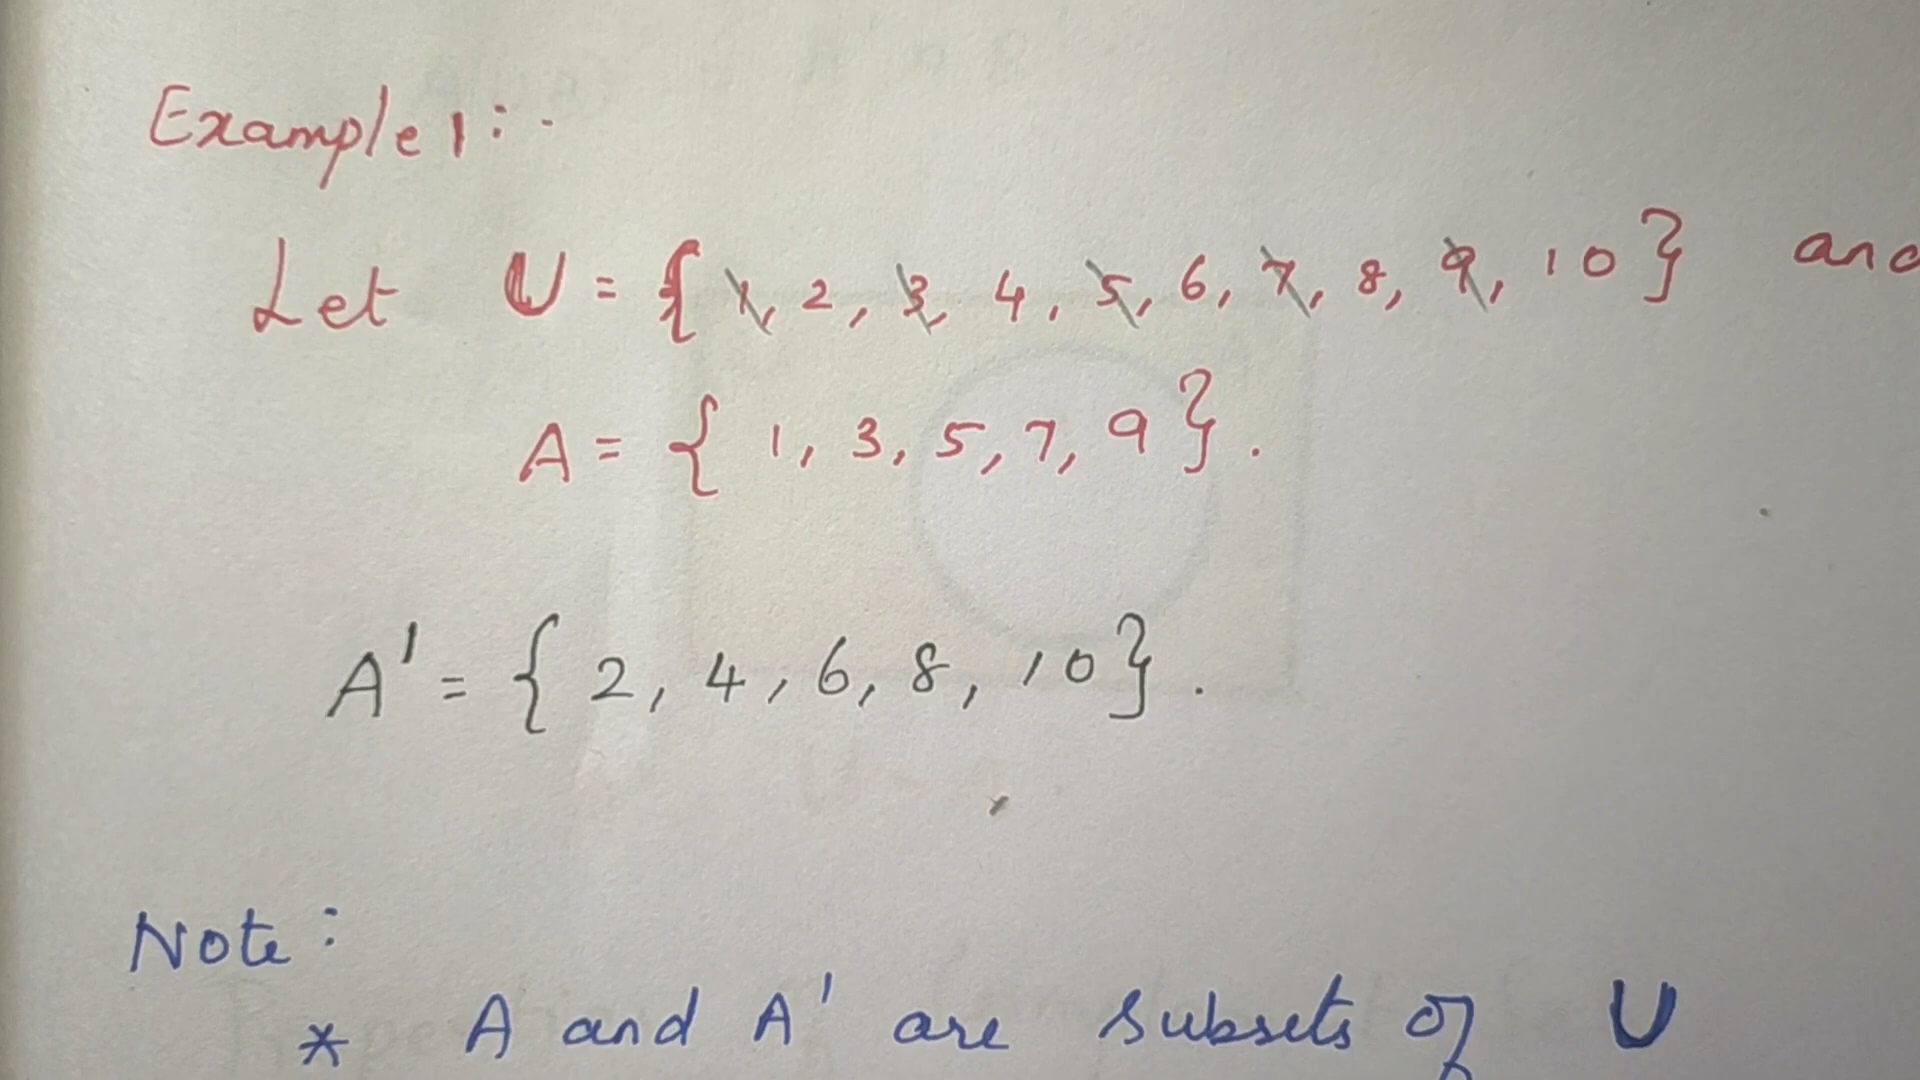 Example 1:-
Let U = { 1, 2, 3, 4, 5, 6, 7, 8, 9, 10 } and
A = { 1, 3, 5, 7, 9 }.
A' = { 2, 4, 6, 8, 10 }.
Note:
* A and A' are subsets of U